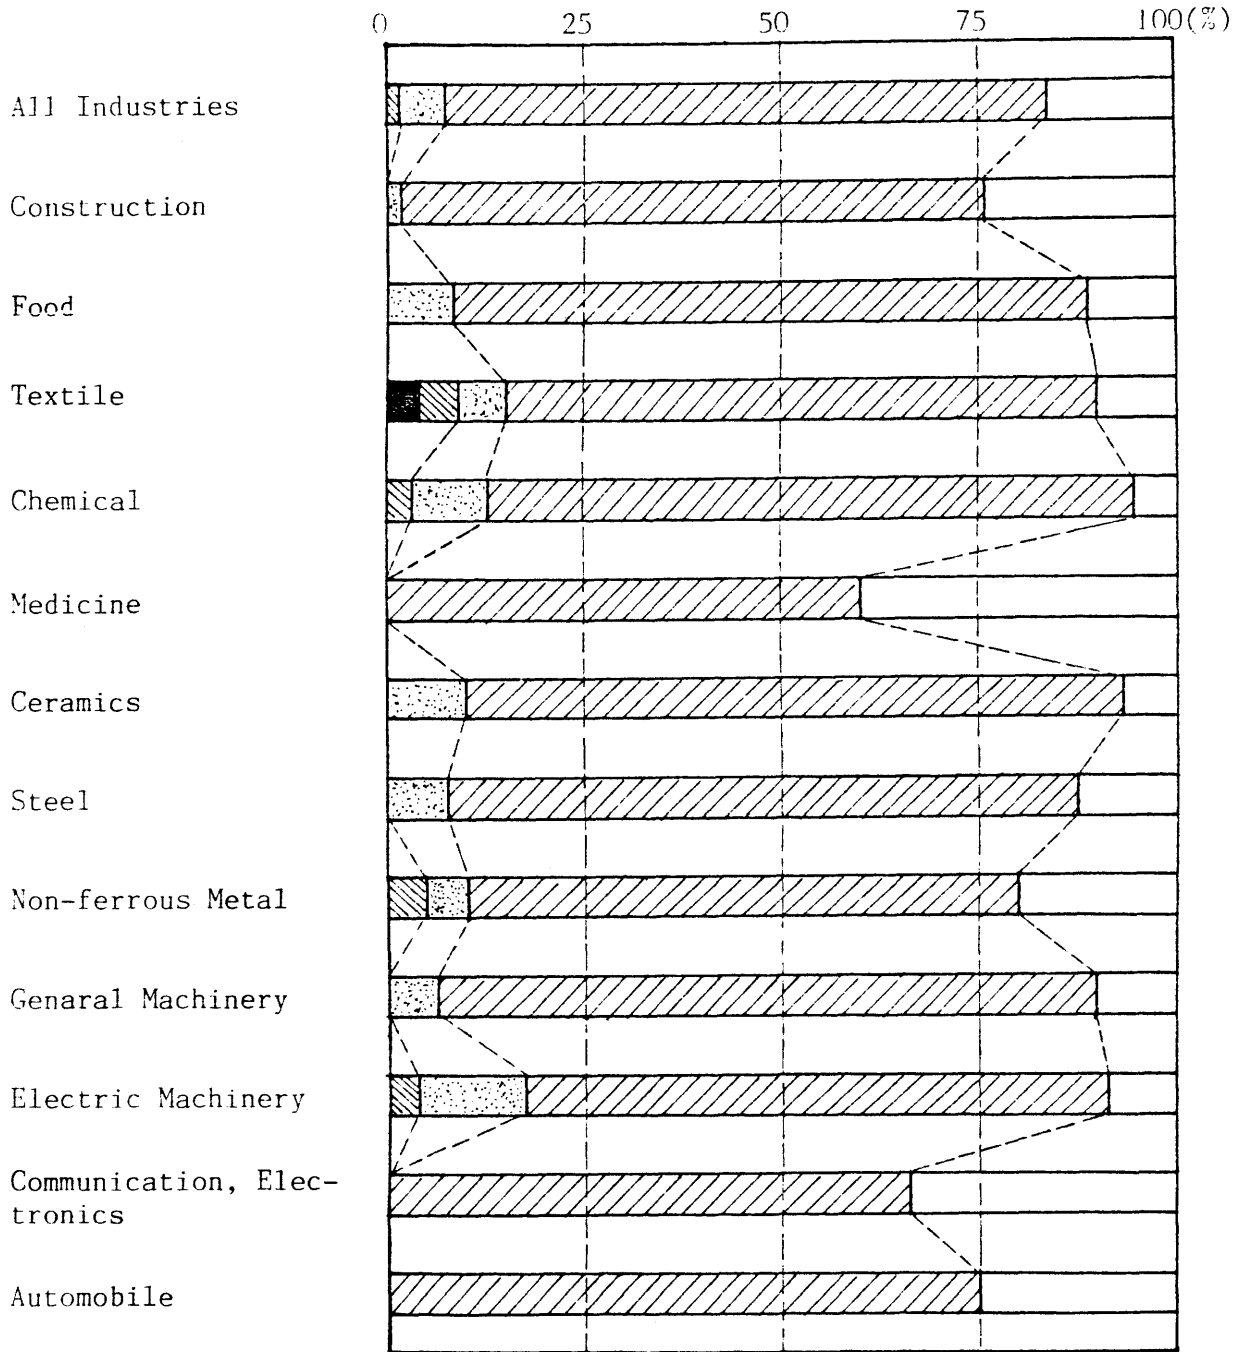 0 25 50 75 100(%)
All Industries
Construction
Food
Textile
Chemical
Medicine
Ceramics
Steel
Non-ferrous Metal
Genaral Machinery
Electric Machinery
Communication, Elec-
tronics
Automobile